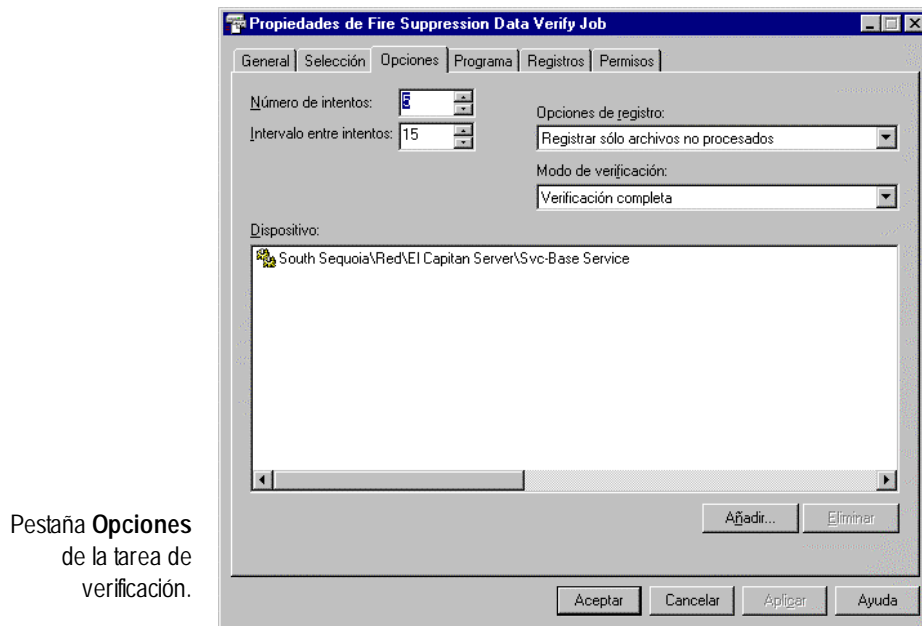 Propiedades de Fire Suppression Data Verify Job
General Selección Opciones Programa Registros Permisos
Número de intentos: 5
Intervalo entre intentos: 15
Opciones de registro:
Registrar sólo archivos no procesados
Modo de verificación:
Verificación completa
Dispositivo:
South Sequoia\Red\El Capitan Server\Svc-Base Service
Añadir... Eliminar
Pestaña Opciones
de la tarea de
verificación.
Aceptar Cancelar Aplicar Ayuda